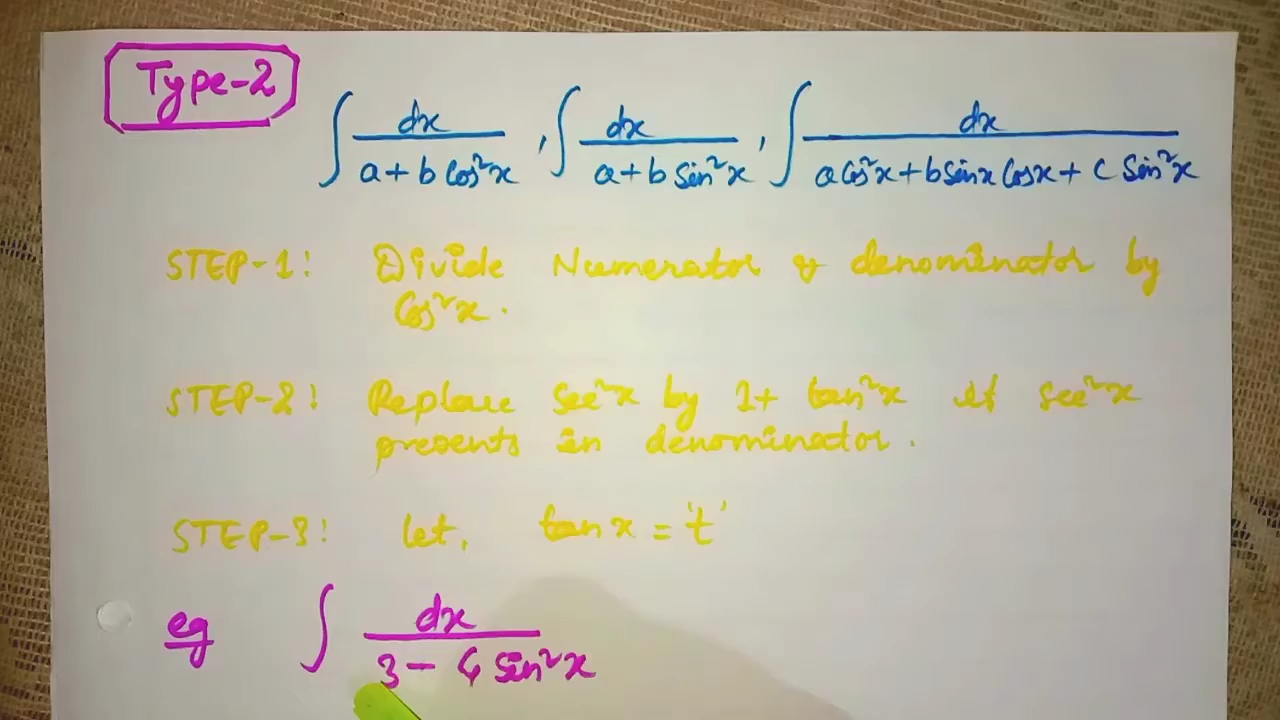 Type-2
∫ dx / (a + b Cos²x) , ∫ dx / (a + b Sin²x) , ∫ dx / (a Cos²x + b Sinx Cosx + c Sin²x)
STEP-1: Divide Numerator & denominator by
Cos²x.
STEP-2: Replace sec²x by 1+ tan²x if sec²x
presents in denominator.
STEP-3: let, tan x = 't'
eg ∫ dx / (3 - 4 Sin²x)